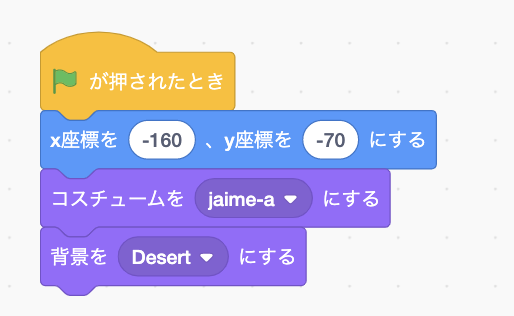 が押されたとき
x座標を -160 、y座標を -70 にする
コスチュームを jaime-a にする
背景を Desert にする